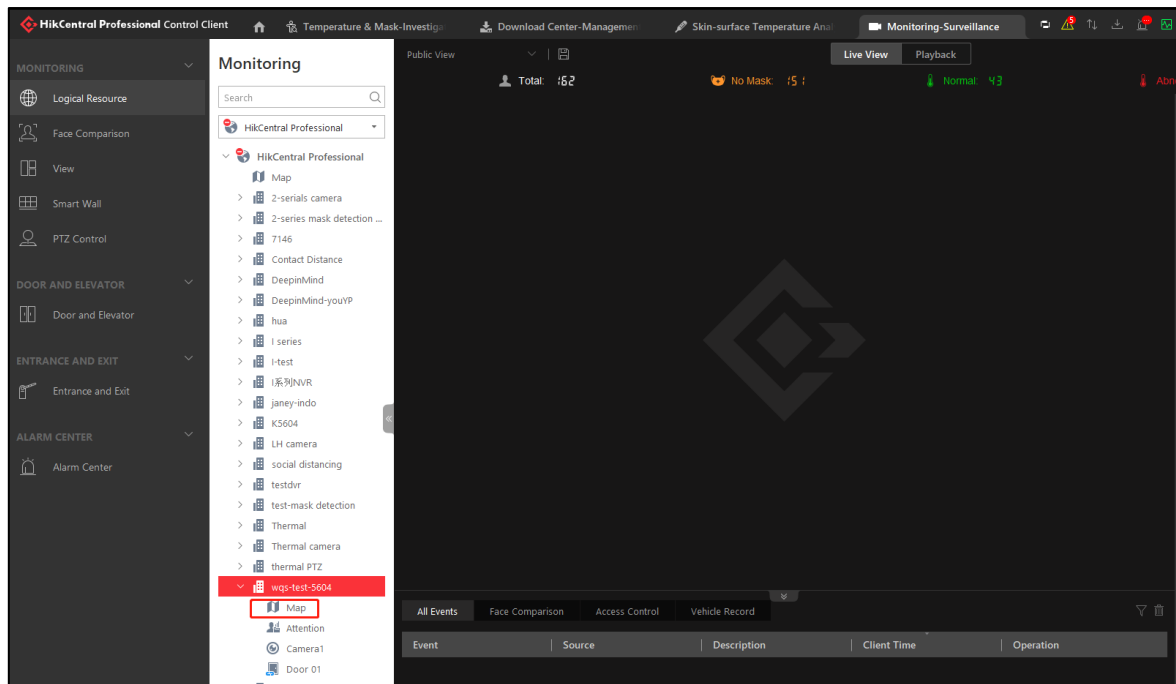 HikCentral Professional Control Client
Temperature & Mask-Investiga
Download Center-Managemen
Skin-surface Temperature Anal
Monitoring-Surveillance
5
MONITORING
Logical Resource
Face Comparison
View
Smart Wall
PTZ Control
DOOR AND ELEVATOR
Door and Elevator
ENTRANCE AND EXIT
Entrance and Exit
ALARM CENTER
Alarm Center
Monitoring
Search
HikCentral Professional
HikCentral Professional
Map
2-serials camera
2-series mask detection ...
7146
Contact Distance
DeepinMind
DeepinMind-youYP
hua
I series
I-test
I系列NVR
janey-indo
K5604
LH camera
social distancing
testdvr
test-mask detection
Thermal
Thermal camera
thermal PTZ
wqs-test-5604
Map
Attention
Camera1
Door 01
Public View
Live View Playback
Total: 162 No Mask: 151 Normal: 43 Abno
All Events Face Comparison Access Control Vehicle Record
Event Source Description Client Time Operation